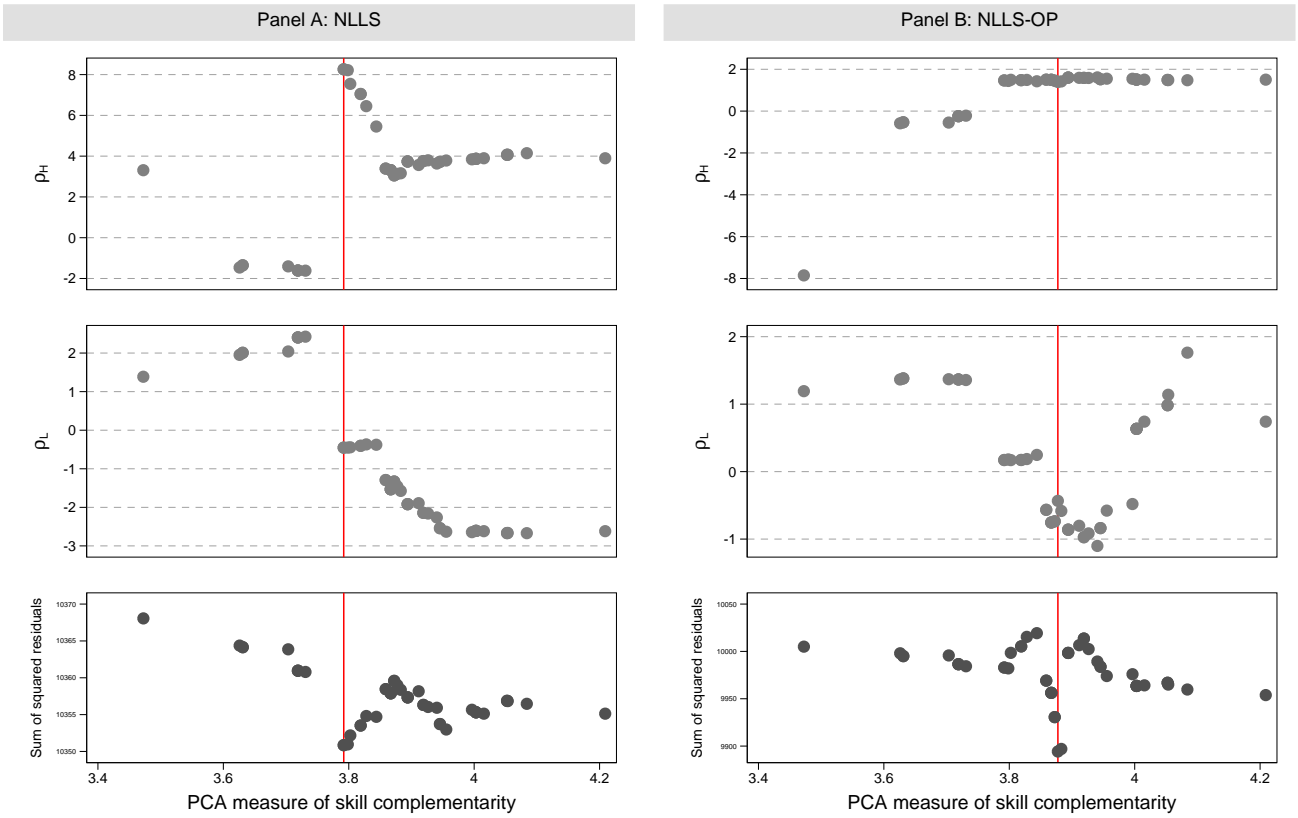 Panel A: NLLS
8
6
4
2
0
-2
ρH
2
1
0
-1
-2
-3
ρL
10370
10365
10360
10355
10350
Sum of squared residuals
3.4 3.6 3.8 4 4.2
PCA measure of skill complementarity
Panel B: NLLS-OP
2
0
-2
-4
-6
-8
ρH
2
1
0
-1
ρL
10050
10000
9950
9900
Sum of squared residuals
3.4 3.6 3.8 4 4.2
PCA measure of skill complementarity